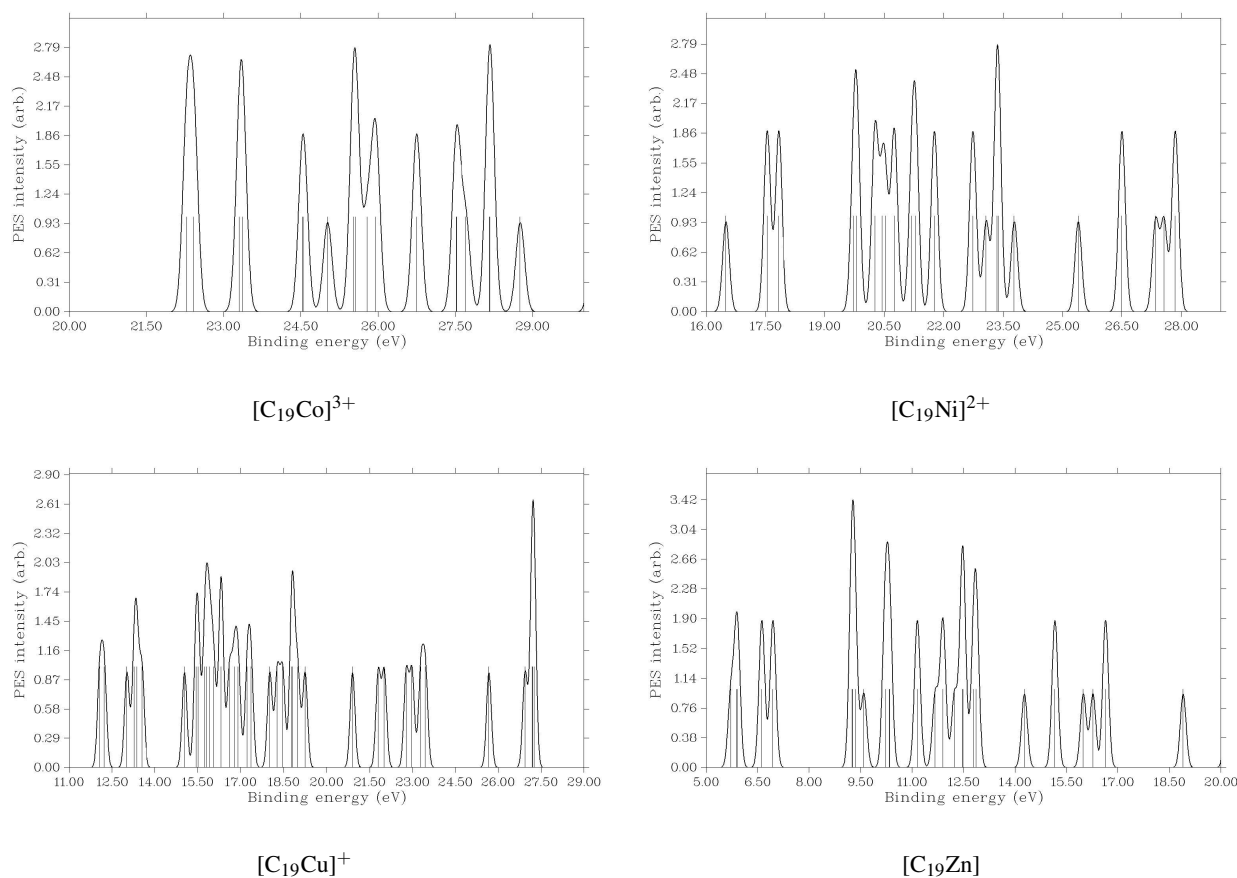 2.79
2.48
2.17
1.86
1.55
1.24
0.93
0.62
0.31
0.00
PES intensity (arb.)
20.00 21.50 23.00 24.50 26.00 27.50 29.00
Binding energy (eV)
[C19Co]3+
2.79
2.48
2.17
1.86
1.55
1.24
0.93
0.62
0.31
0.00
PES intensity (arb.)
16.00 17.50 19.00 20.50 22.00 23.50 25.00 26.50 28.00
Binding energy (eV)
[C19Ni]2+
2.90
2.61
2.32
2.03
1.74
1.45
1.16
0.87
0.58
0.29
0.00
PES intensity (arb.)
11.00 12.50 14.00 15.50 17.00 18.50 20.00 21.50 23.00 24.50 26.00 27.50 29.00
Binding energy (eV)
[C19Cu]+
3.42
3.04
2.66
2.28
1.90
1.52
1.14
0.76
0.38
0.00
PES intensity (arb.)
5.00 6.50 8.00 9.50 11.00 12.50 14.00 15.50 17.00 18.50 20.00
Binding energy (eV)
[C19Zn]